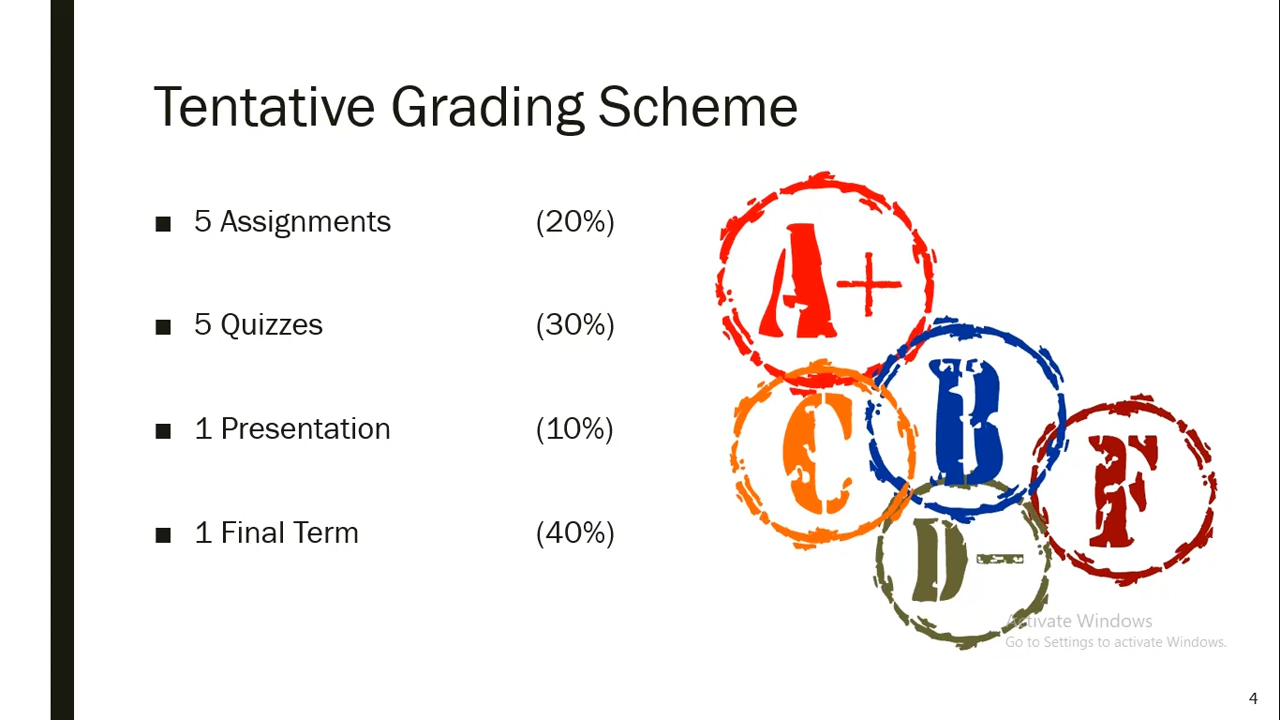 Tentative Grading Scheme
■ 5 Assignments (20%)
■ 5 Quizzes (30%)
■ 1 Presentation (10%)
■ 1 Final Term (40%)
A+
B
C
F
D-
Activate Windows
Go to Settings to activate Windows.
4